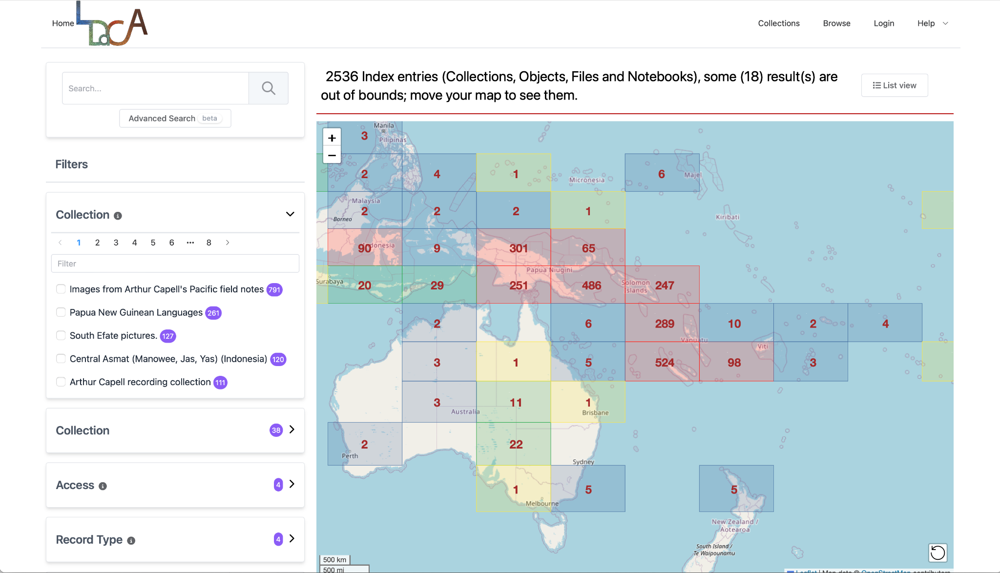 Home
LDaCA
Collections
Browse
Login
Help
Search...
Advanced Search beta
Filters
Collection
1 2 3 4 5 6 ••• 8
Filter
Images from Arthur Capell's Pacific field notes 791
Papua New Guinean Languages 261
South Efate pictures. 127
Central Asmat (Manowee, Jas, Yas) (Indonesia) 120
Arthur Capell recording collection 111
Collection 38
Access 4
Record Type 4
2536 Index entries (Collections, Objects, Files and Notebooks), some (18) result(s) are
out of bounds; move your map to see them.
List view
+
−
Manila
3
Pilipinas
2 4 1 6
Majel
Micronesia
Malaysia
2 2 2 1
Borneo
Kiribati
Indonesia
90 9 301 65
Papua Niugini
Surabaya
Solomon
Islands
20 29 251 486 247
2 6 289 10 2 4
Vanuatu
Viti
3 1 5 524 98 3
3 11 1
Australia
Brisbane
2 22
Perth
Sydney
1 5 5
Melbourne
New Zealand /
Aotearoa
South Island /
Te Waipounamu
500 km
500 mi
Leaflet | Map data © OpenStreetMap contributors